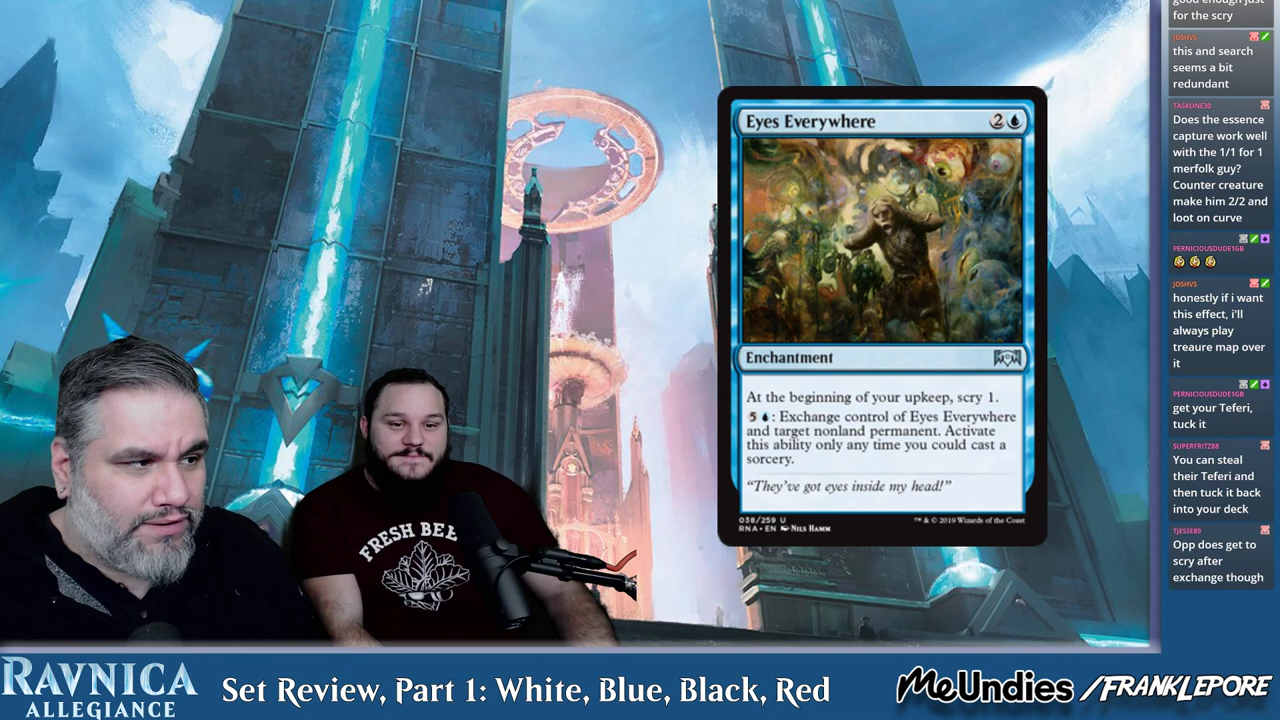 good enough just
for the scry
JOSHVS
this and search
seems a bit
redundant
TASKONE30
Does the essence
capture work well
with the 1/1 for 1
merfolk guy?
Counter creature
make him 2/2 and
loot on curve
PERNICIOUSDUDE1GB
JOSHVS
honestly if i want
this effect, i'll
always play
treaure map over
it
PERNICIOUSDUDE1GB
get your Teferi,
tuck it
SUPERFRITZ88
You can steal
their Teferi and
then tuck it back
into your deck
TJESSE89
Opp does get to
scry after
exchange though
Eyes Everywhere 2
Enchantment
At the beginning of your upkeep, scry 1.
5 : Exchange control of Eyes Everywhere
and target nonland permanent. Activate
this ability only any time you could cast a
sorcery.
“They’ve got eyes inside my head!”
038/259 U
RNA • EN NILS HAMM
™ & © 2019 Wizards of the Coast
FRESH BEE
RAVNICA
ALLEGIANCE
Set Review, Part 1: White, Blue, Black, Red
MeUndies /FRANKLEPORE